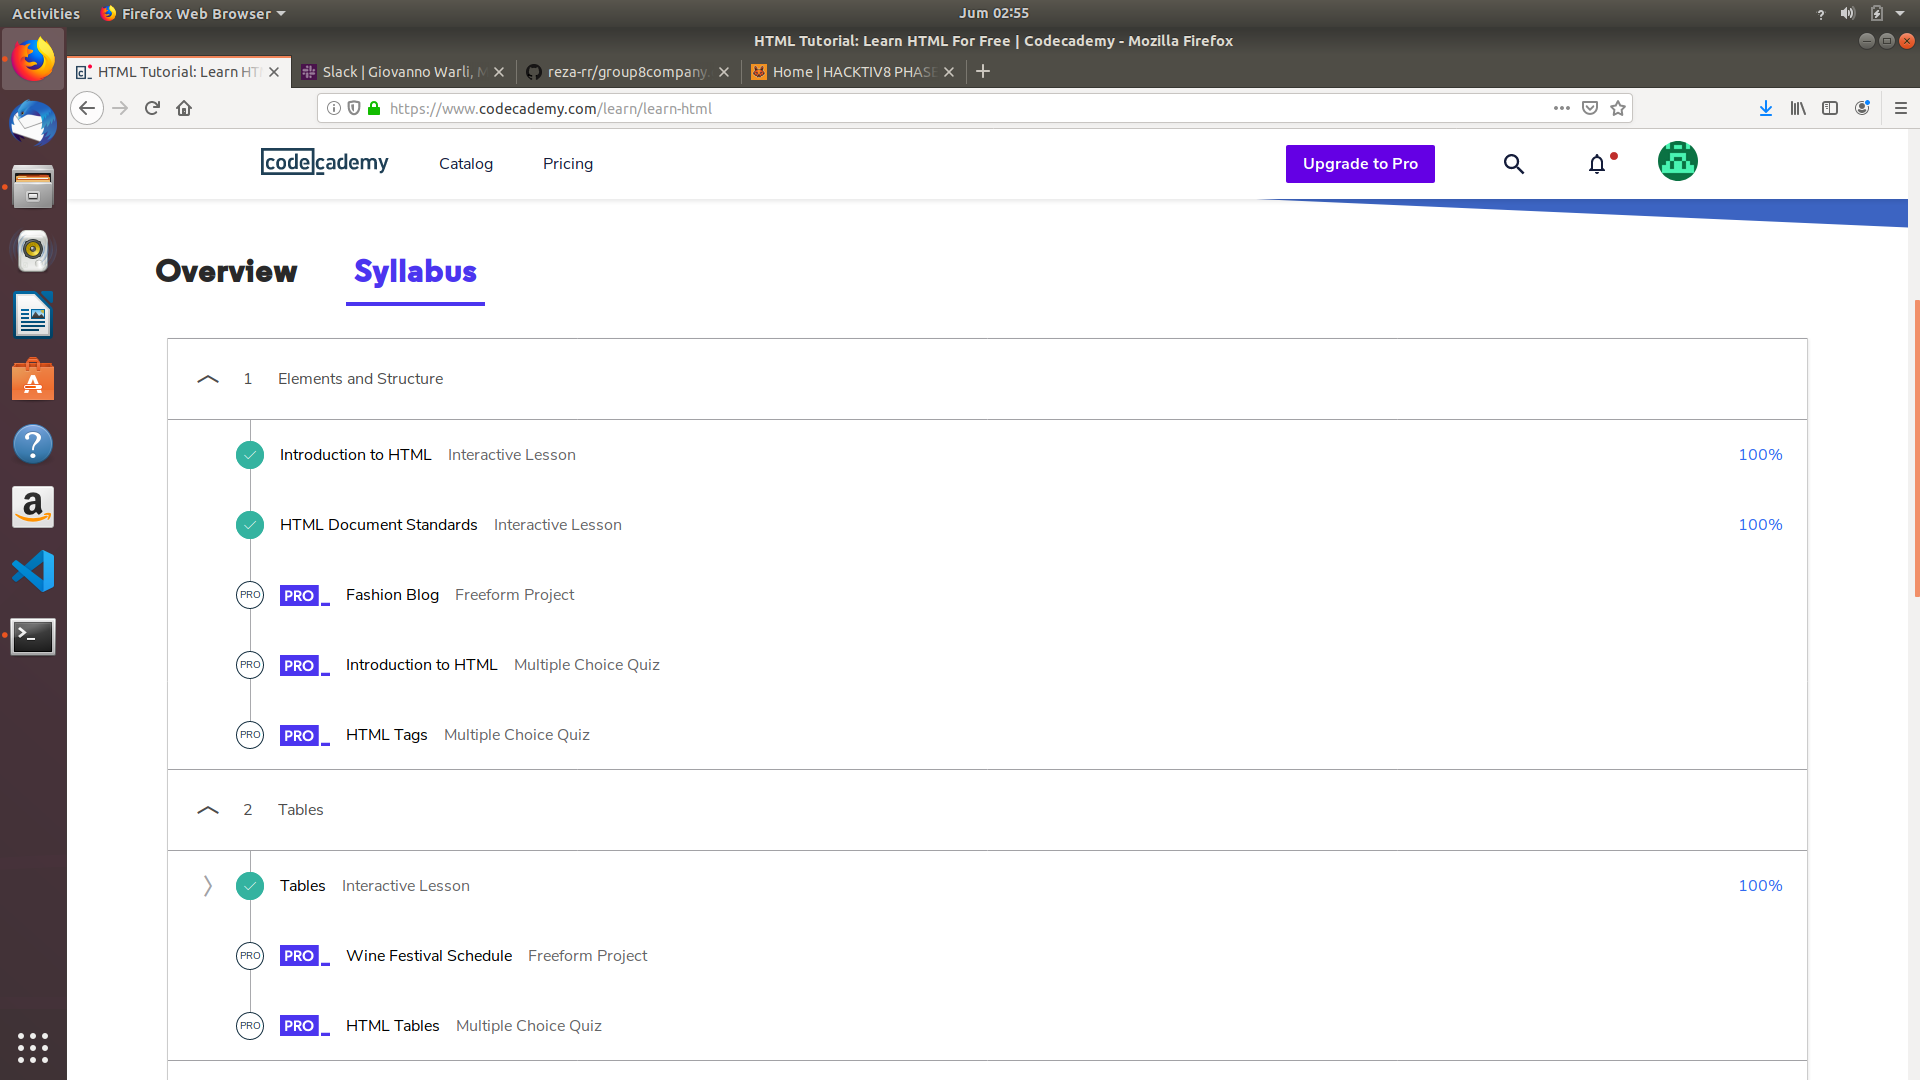 Activities Firefox Web Browser Jum 02:55
HTML Tutorial: Learn HTML For Free | Codecademy - Mozilla Firefox
HTML Tutorial: Learn HT Slack | Giovanno Warli, reza-rr/group8company. Home | HACKTIV8 PHASE
https://www.codecademy.com/learn/learn-html
codecademy Catalog Pricing Upgrade to Pro
Overview Syllabus
1 Elements and Structure
Introduction to HTML Interactive Lesson 100%
HTML Document Standards Interactive Lesson 100%
PRO PRO_ Fashion Blog Freeform Project
PRO PRO_ Introduction to HTML Multiple Choice Quiz
PRO PRO_ HTML Tags Multiple Choice Quiz
2 Tables
Tables Interactive Lesson 100%
PRO PRO_ Wine Festival Schedule Freeform Project
PRO PRO_ HTML Tables Multiple Choice Quiz